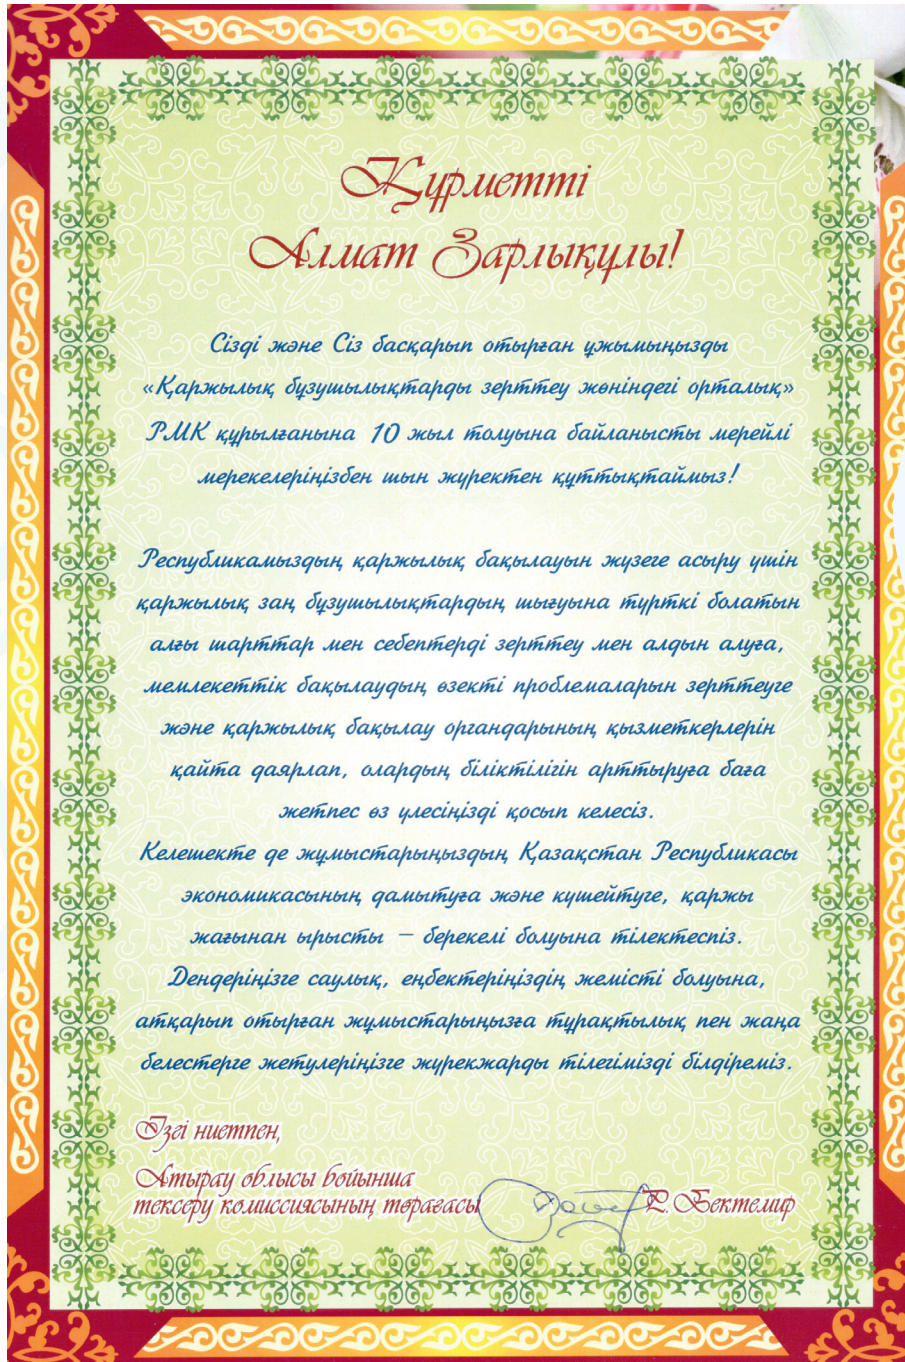 Құрметті
Алмат Зарлықұлы!
Сізді және Сіз басқарып отырған ұжымыңызды
«Қаржылық бұзушылықтарды зерттеу жөніндегі орталық»
РМК құрылғанына 10 жыл толуына байланысты мерейлі
мерекелеріңізбен шын жүректен құттықтаймыз!
Республикамыздың қаржылық бақылауын жүзеге асыру үшін
қаржылық заң бұзушылықтардың шығуына түрткі болатын
алғы шарттар мен себептерді зерттеу мен алдын алуға,
мемлекеттік бақылаудың өзекті проблемаларын зерттеуге
және қаржылық бақылау органдарының қызметкерлерін
қайта даярлап, олардың біліктілігін арттыруға баға
жетпес өз үлесіңізді қосып келесіз.
Келешекте де жұмыстарыңыздың Қазақстан Республикасы
экономикасының дамытуға және күшейтуге, қаржы
жағынан ырысты – берекелі болуына тілектеспіз.
Дендеріңізге саулық, еңбектеріңіздің жемісті болуына,
атқарып отырған жұмыстарыңызға тұрақтылық пен жаңа
белестерге жетулеріңізге жүрекжарды тілегімізді білдіреміз.
Ізгі ниетпен,
Атырау облысы бойынша
тексеру комиссиясының төрағасы Р. Бектемир